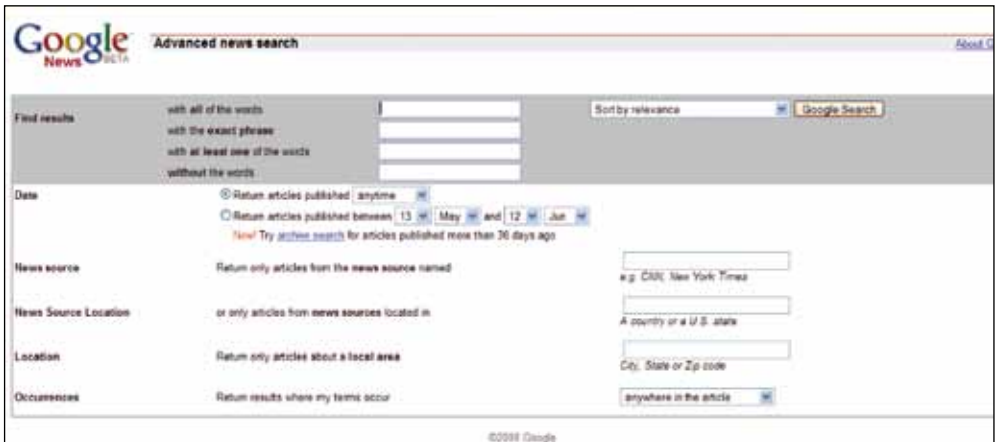 Google
News BETA
Advanced news search
About G
Find results
with all of the words
Sort by relevance
Google Search
with the exact phrase
with at least one of the words
without the words
Date
Return articles published anytime
Return articles published between 13 May and 12 Jun
New! Try archive search for articles published more than 36 days ago
News source
Return only articles from the news source named
e.g. CNN, New York Times
News Source Location
or only articles from news sources located in
A country or a U.S. state
Location
Return only articles about a local area
City, State or Zip code
Occurrences
Return results where my terms occur
anywhere in the article
Google